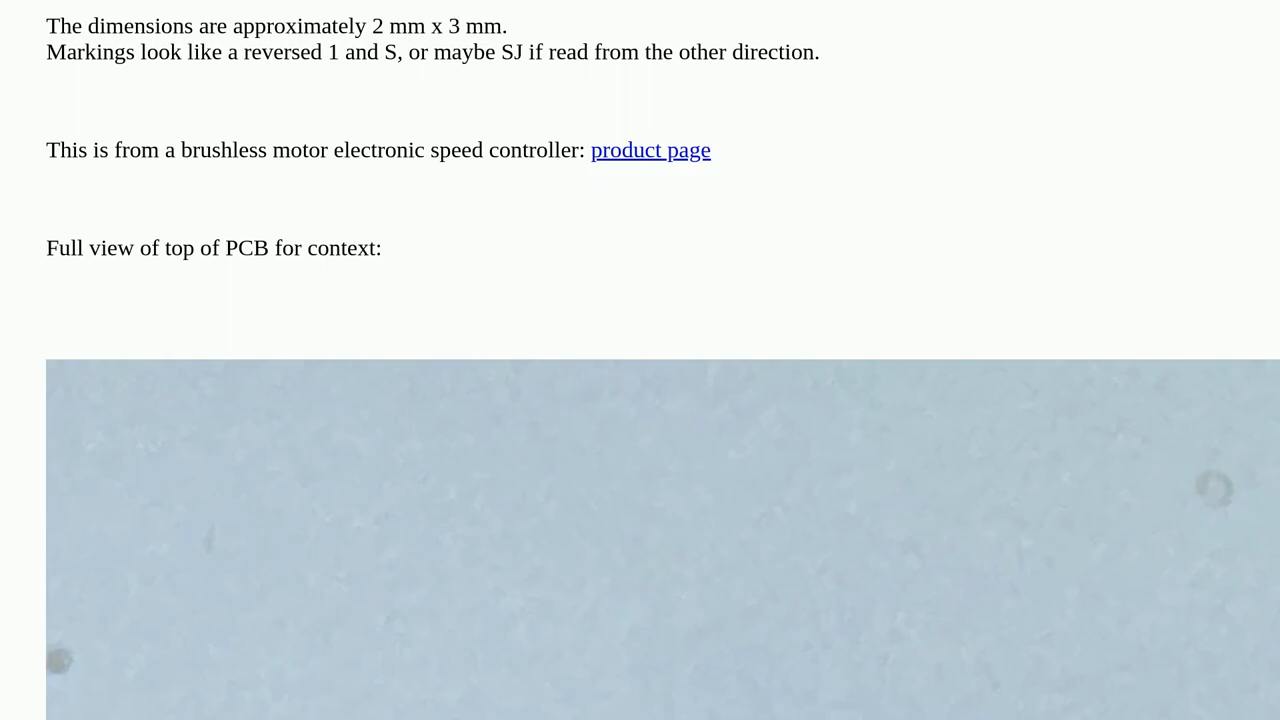 The dimensions are approximately 2 mm x 3 mm.
Markings look like a reversed 1 and S, or maybe SJ if read from the other direction.
This is from a brushless motor electronic speed controller: product page
Full view of top of PCB for context: